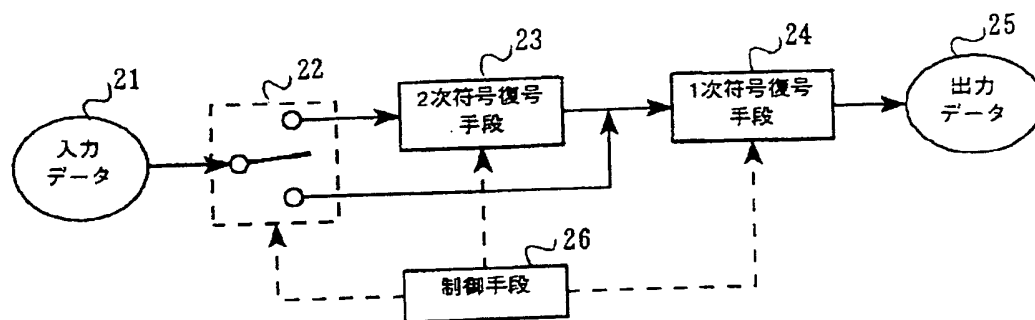 21
入力
データ
22
23
2次符号復号
手段
24
1次符号復号
手段
25
出力
データ
26
制御手段